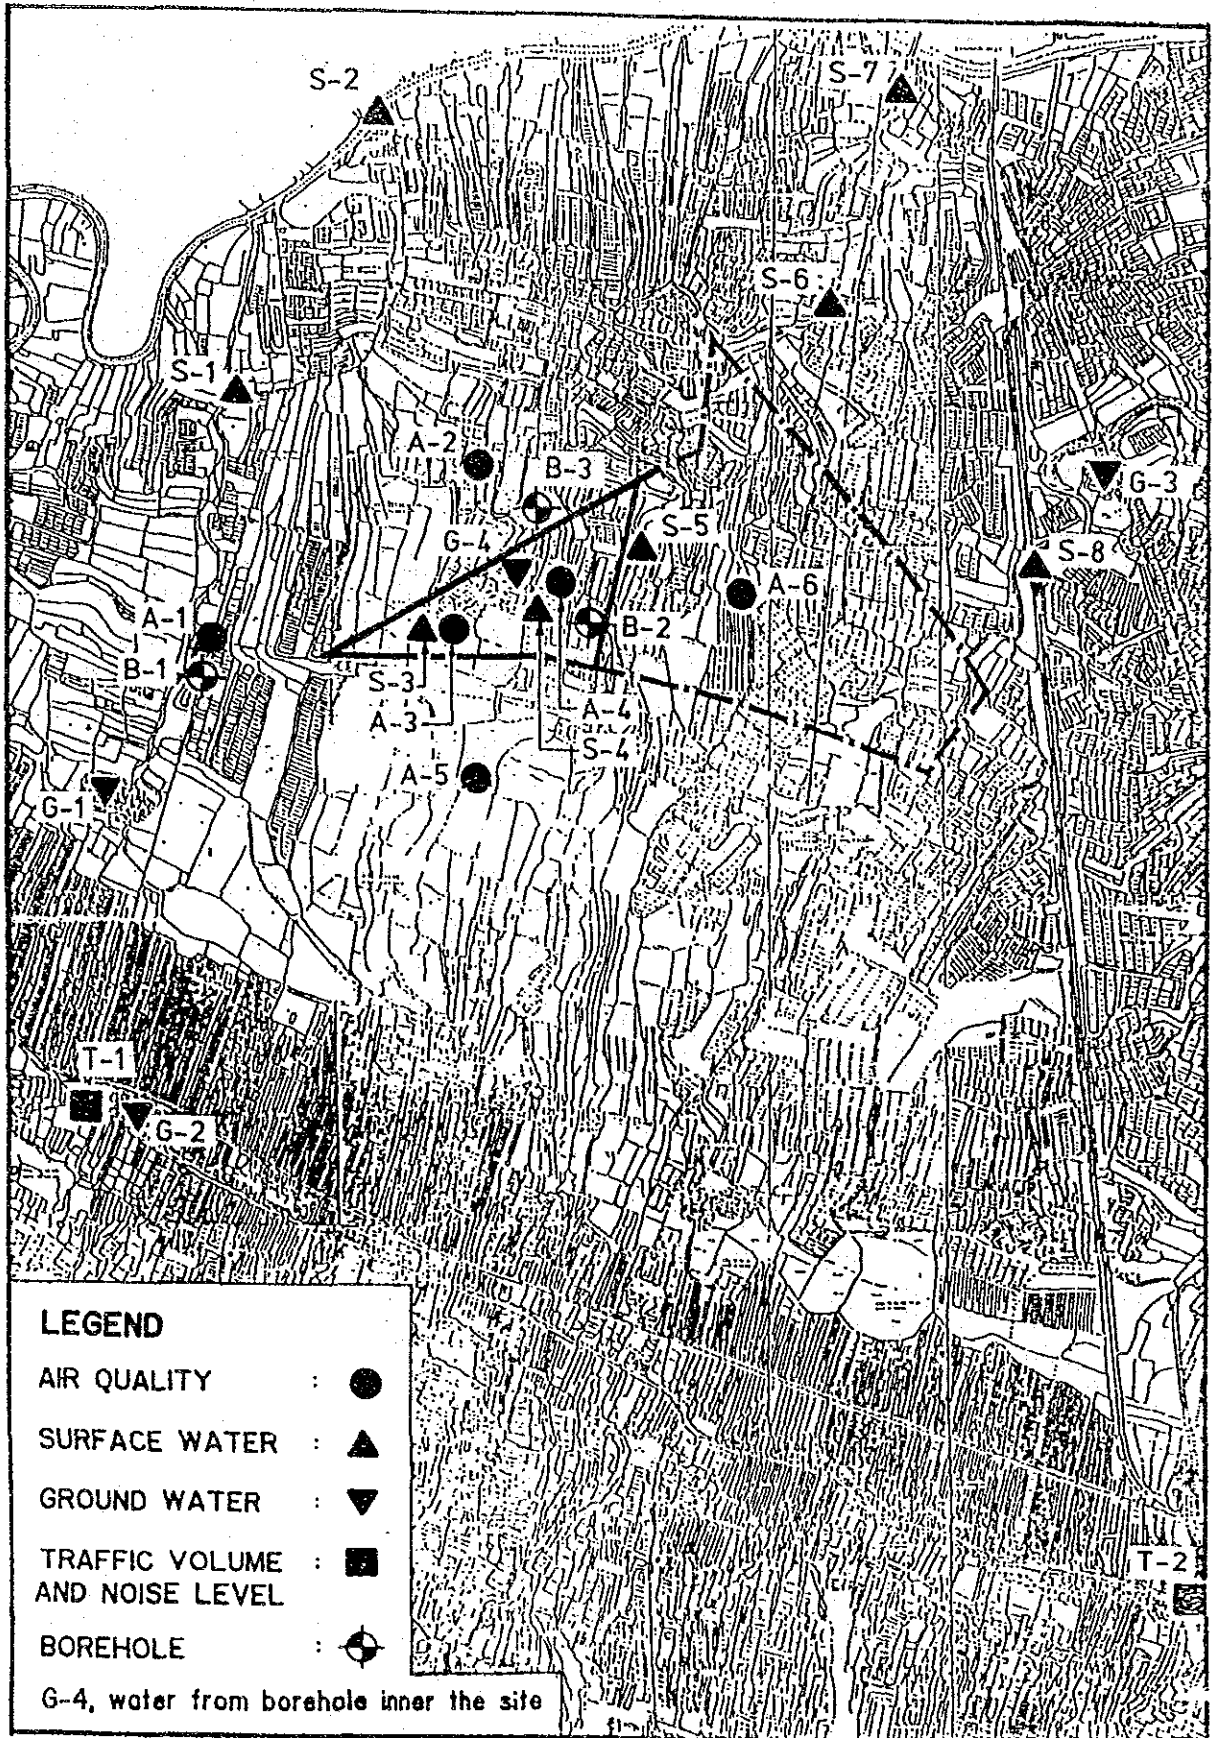 S-2
S-7
S-6
S-1
A-2
B-3
G-3
G-4
S-5
S-8
A-1
A-6
B-2
B-1
S-3
A-3
A-4
S-4
A-5
G-1
T-1
G-2
T-2
LEGEND
AIR QUALITY :
SURFACE WATER :
GROUND WATER :
TRAFFIC VOLUME :
AND NOISE LEVEL
BOREHOLE :
G-4, water from borehole inner the site